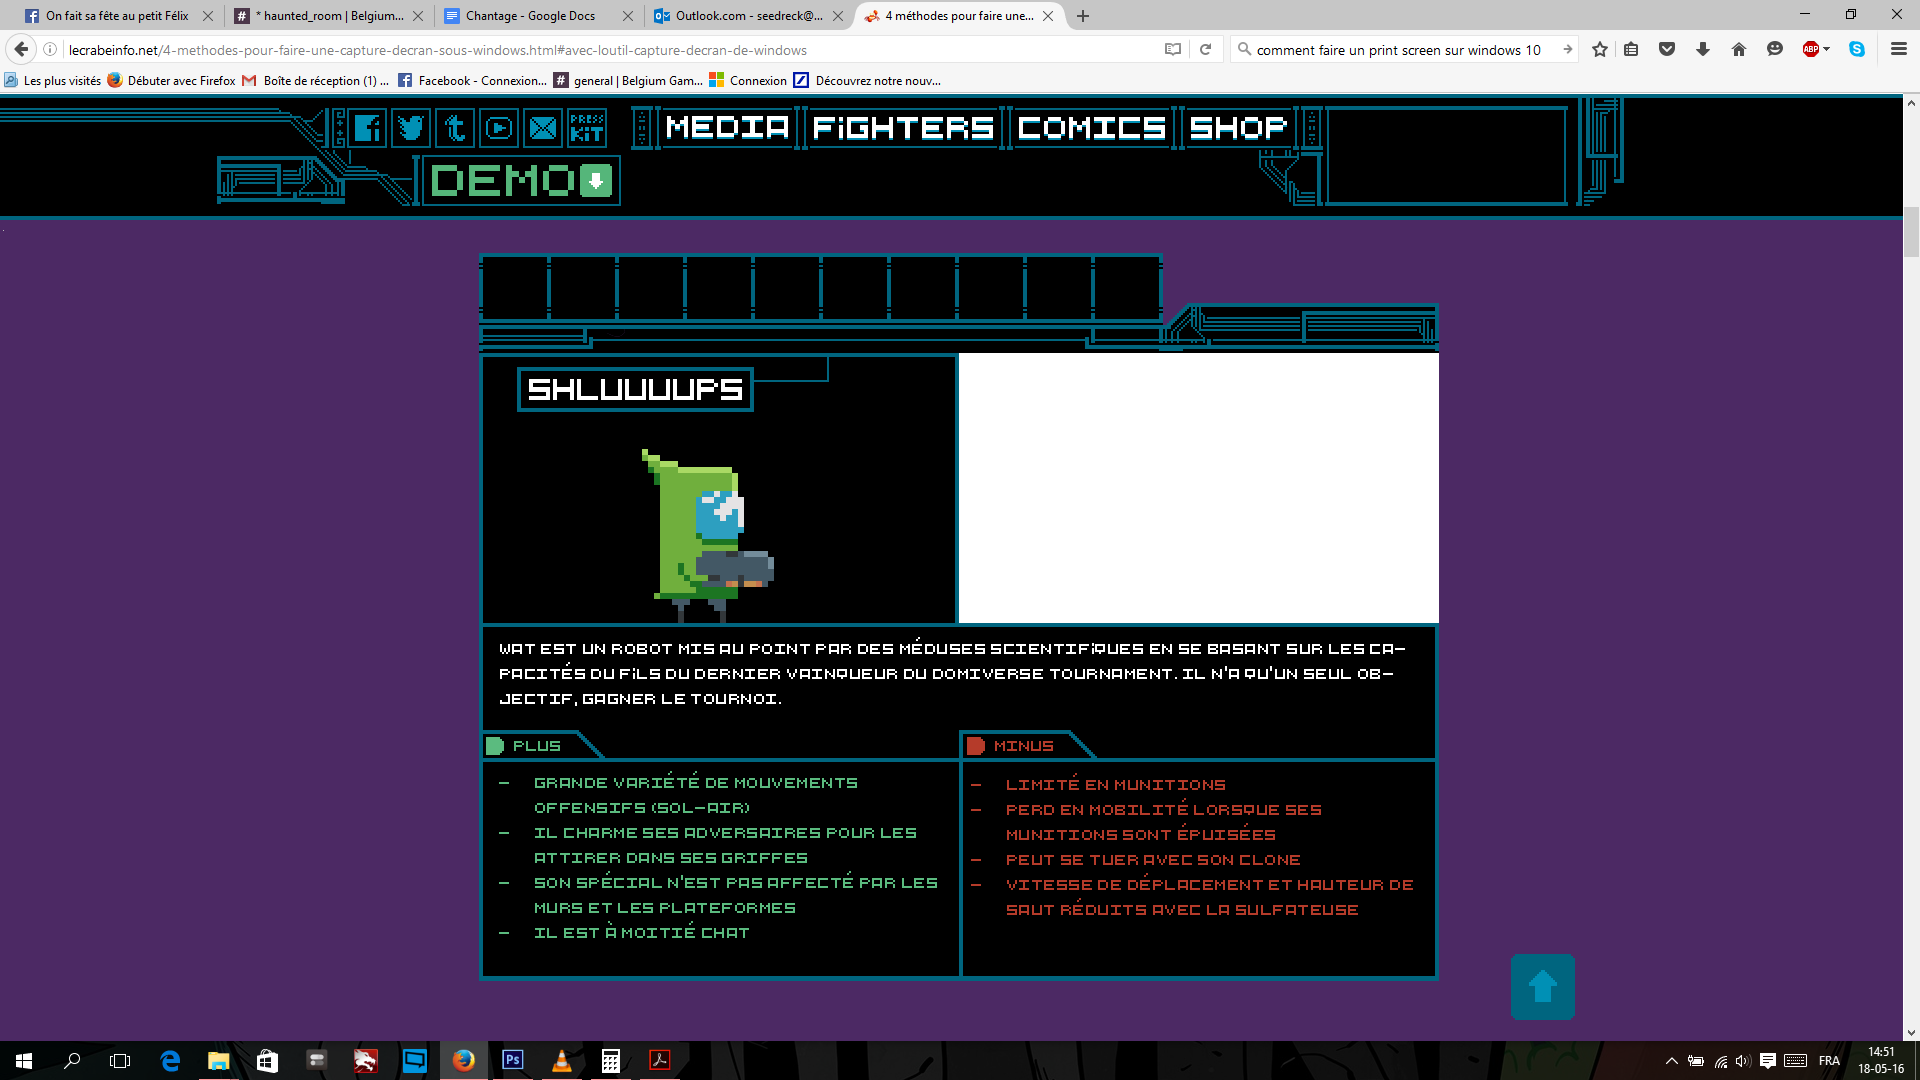 On fait sa fête au petit Félix
* haunted_room | Belgium...
Chantage - Google Docs
Outlook.com - seedreck@...
4 méthodes pour faire une...
lecrabeinfo.net/4-methodes-pour-faire-une-capture-decran-sous-windows.html#avec-loutil-capture-decran-de-windows
comment faire un print screen sur windows 10
ABP
Les plus visités
Débuter avec Firefox
Boîte de réception (1) ...
Facebook - Connexion...
general | Belgium Gam...
Connexion
Découvrez notre nouv...
PRESS
KIT
MEDIA
FIGHTERS
COMICS
SHOP
DEMO
SHLUUUUPS
WAT EST UN ROBOT MIS AU POINT PAR DES MÉDUSES SCIENTIFIQUES EN SE BASANT SUR LES CA-
PACITÉS DU FILS DU DERNIER VAINQUEUR DU DOMIVERSE TOURNAMENT. IL N'A QU'UN SEUL OB-
JECTIF, GAGNER LE TOURNOI.
PLUS
- GRANDE VARIÉTÉ DE MOUVEMENTS
OFFENSIFS (SOL-AIR)
- IL CHARME SES ADVERSAIRES POUR LES
ATTIRER DANS SES GRIFFES
- SON SPÉCIAL N'EST PAS AFFECTÉ PAR LES
MURS ET LES PLATEFORMES
- IL EST À MOITIÉ CHAT
MINUS
- LIMITÉ EN MUNITIONS
- PERD EN MOBILITÉ LORSQUE SES
MUNITIONS SONT ÉPUISÉES
- PEUT SE TUER AVEC SON CLONE
- VITESSE DE DÉPLACEMENT ET HAUTEUR DE
SAUT RÉDUITS AVEC LA SULFATEUSE
Ps
FRA
14:51
18-05-16